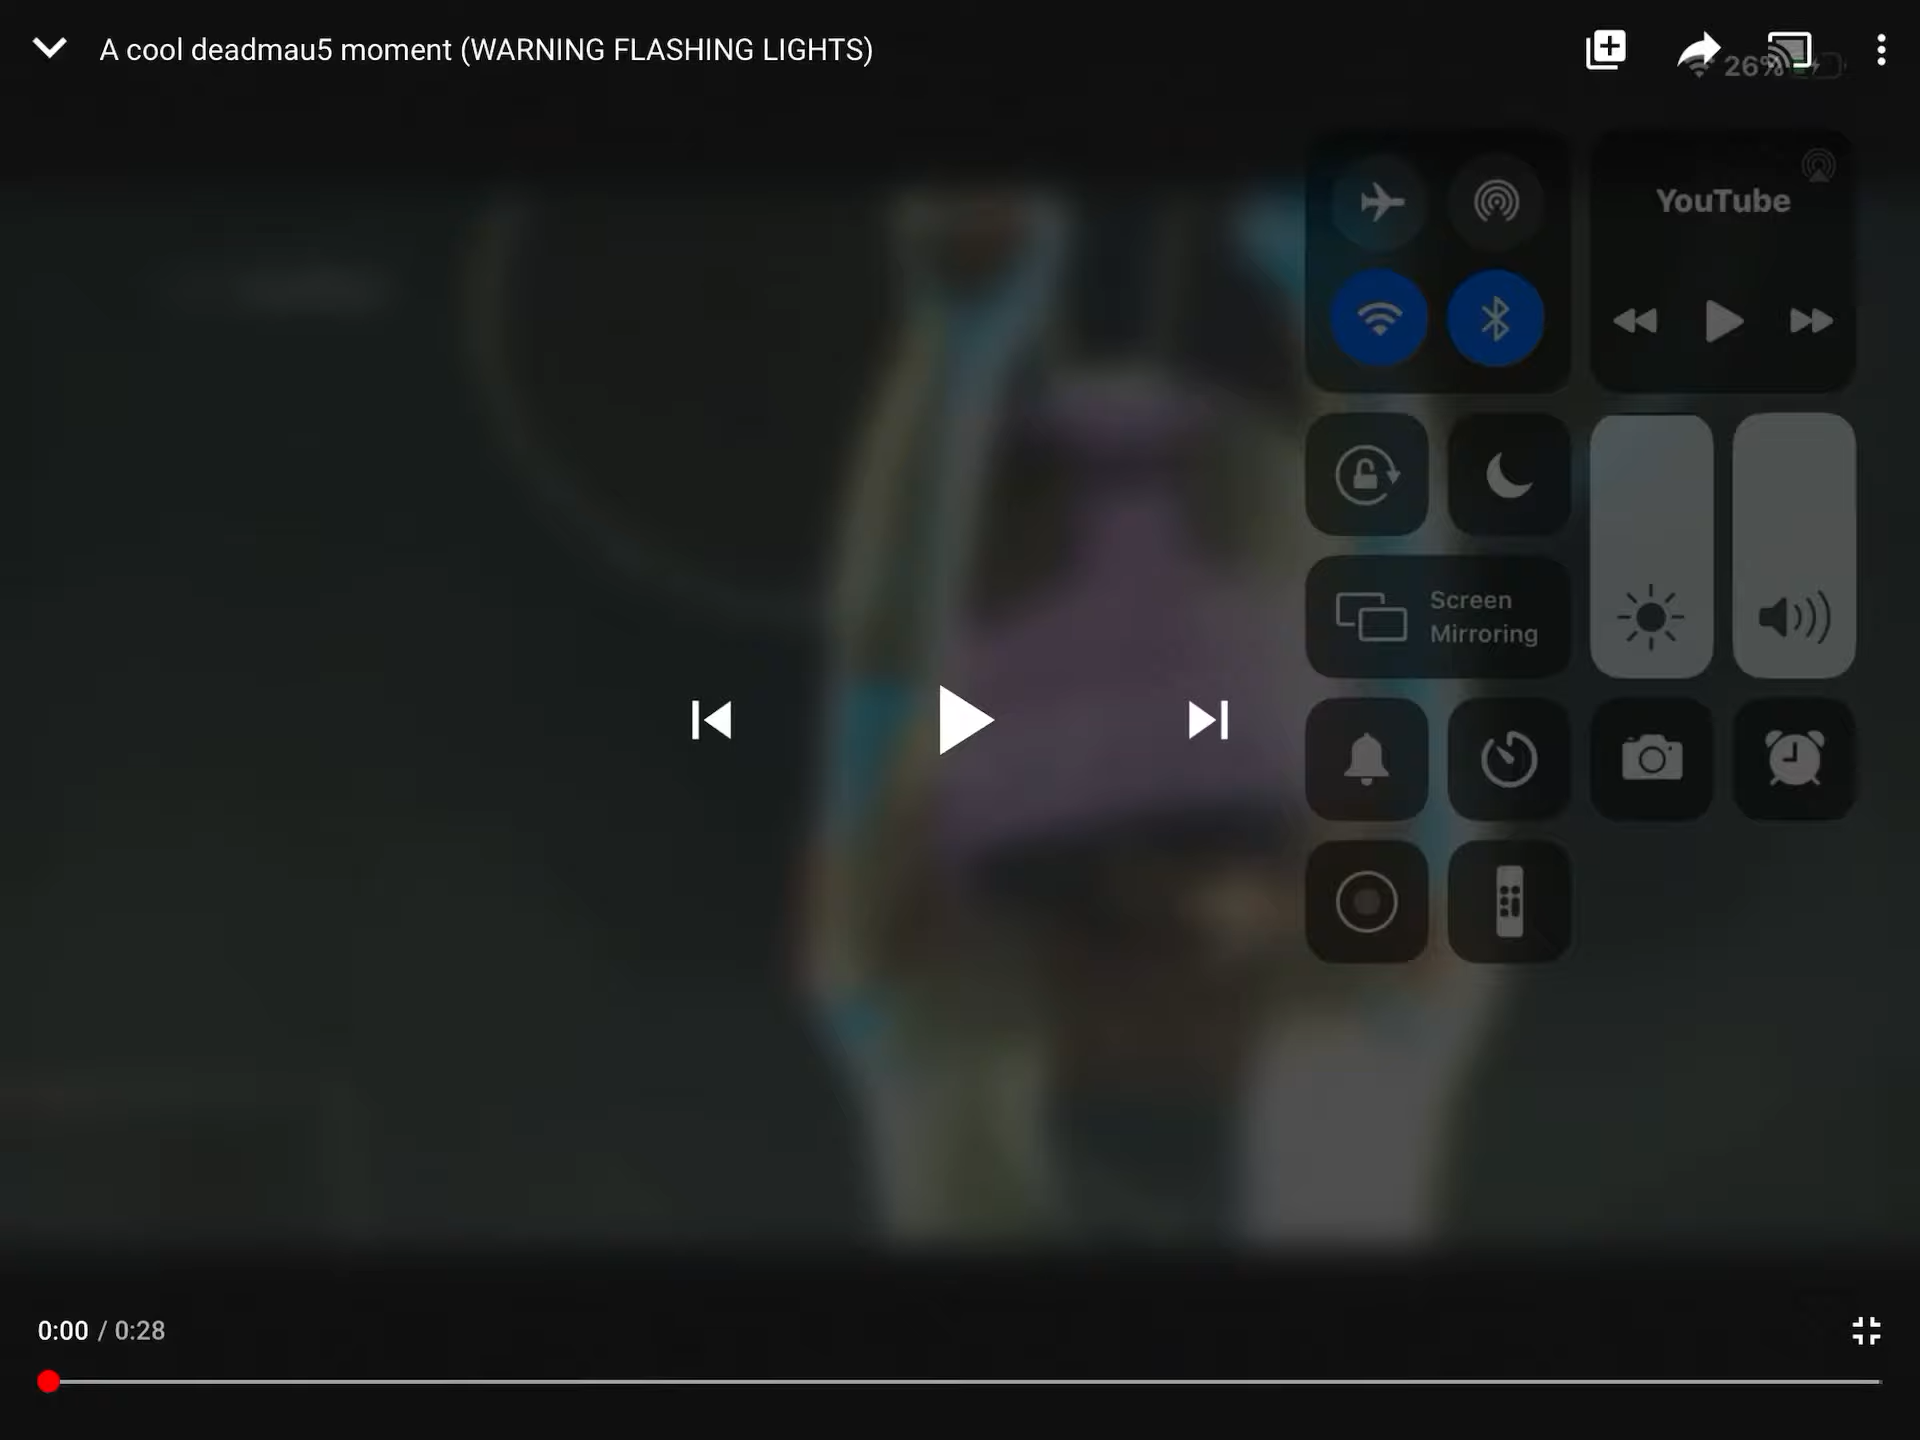 A cool deadmau5 moment (WARNING FLASHING LIGHTS)
26%
YouTube
Screen
Mirroring
0:00 / 0:28